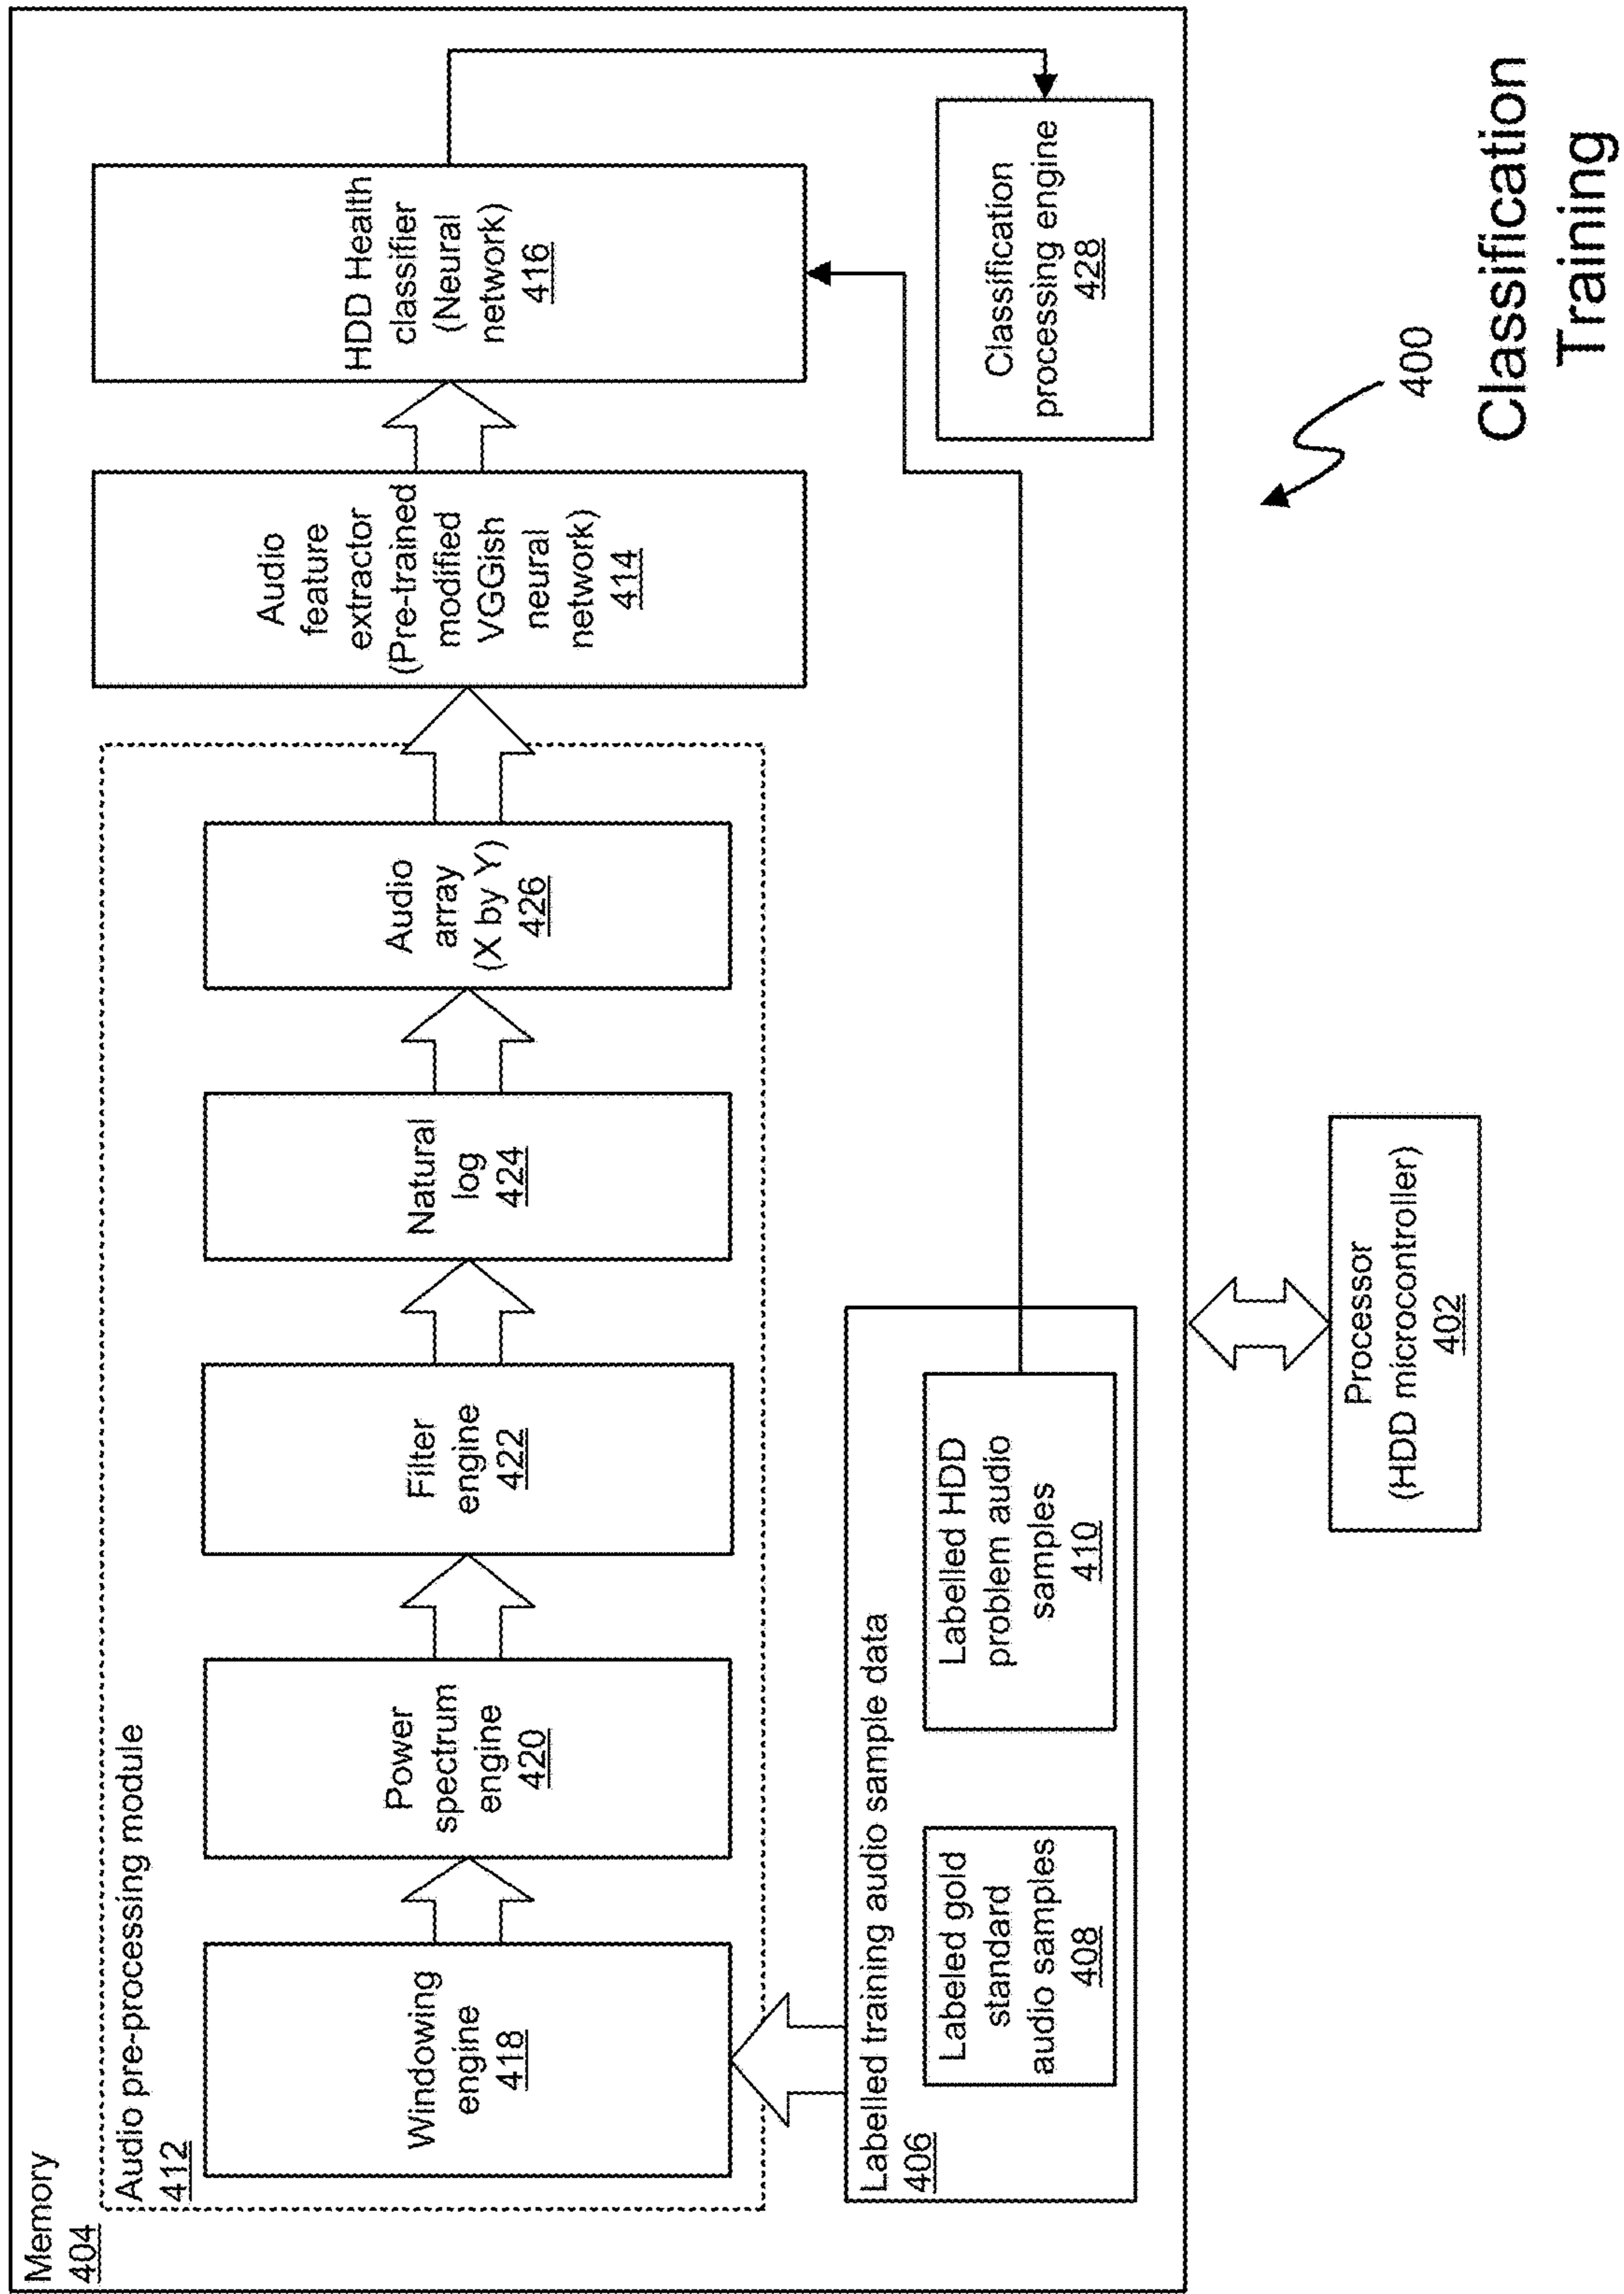 Memory
404
Audio pre-processing module
412
Windowing
engine
418
Power
spectrum
engine
420
Filter
engine
422
Natural
log
424
Audio
array
(X by Y)
426
Audio
feature
extractor
(Pre-trained
modified
VGGish
neural
network)
414
HDD Health
classifier
(Neural
network)
416
Labelled training audio sample data
406
Labeled gold
standard
audio samples
408
Labelled HDD
problem audio
samples
410
Classification
processing engine
428
Processor
(HDD microcontroller)
402
400
Classification
Training